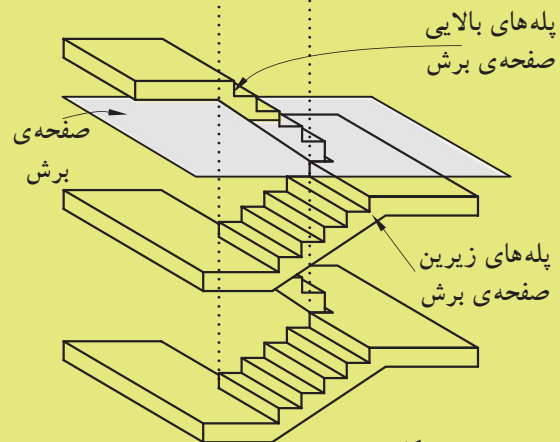 پله‌های بالایی
صفحه‌ی برش
صفحه‌ی
برش
پله‌های زیرین
صفحه‌ی برش